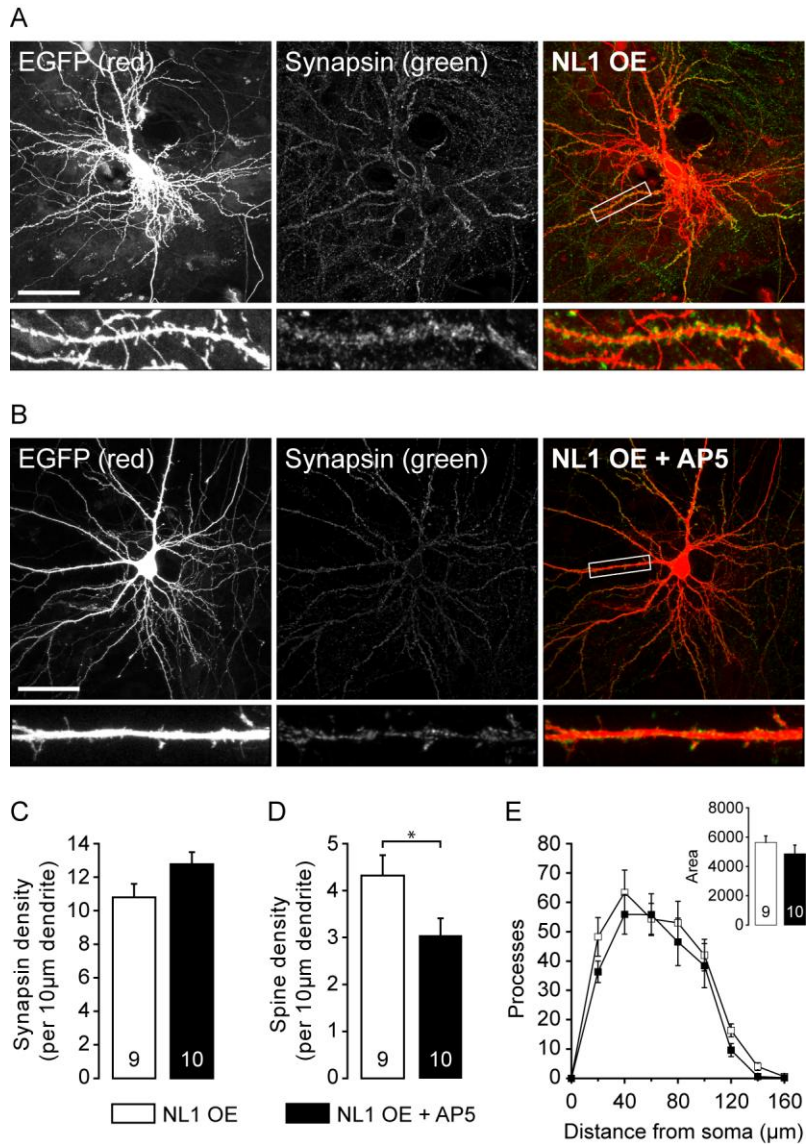 A
EGFP (red)
Synapsin (green)
NL1 OE
B
EGFP (red)
Synapsin (green)
NL1 OE + AP5
C
Synapsin density
(per 10µm dendrite)
14
12
10
8
6
4
2
0
9
10
D
Spine density
(per 10µm dendrite)
5
4
3
2
1
0
*
9
10
E
Processes
80
70
60
50
40
30
20
10
0
0
40
80
120
160
Distance from soma (µm)
Area
8000
6000
4000
2000
0
9
10
NL1 OE
NL1 OE + AP5